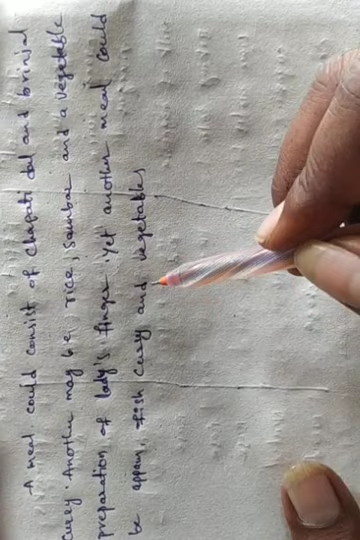 A meal could consist of chapati dal and brinjal
curry. Another may be rice, sambar and a vegetable
preparation of lady's finger. Yet another meal could
be appam, fish curry and vegetables